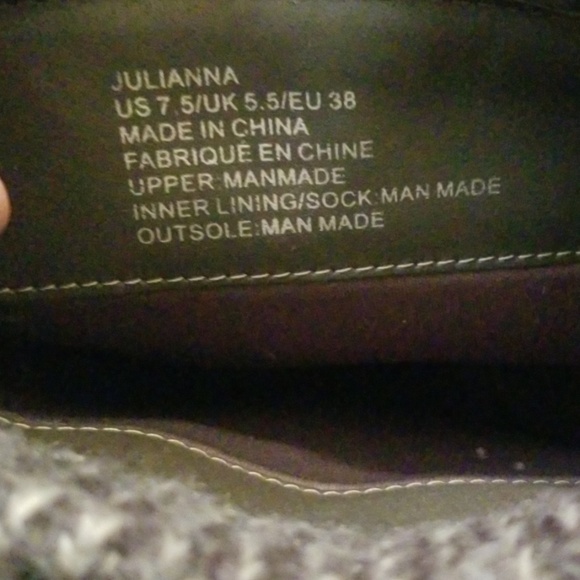 JULIANNA
US 7.5/UK 5.5/EU 38
MADE IN CHINA
FABRIQUE EN CHINE
UPPER:MANMADE
INNER LINING/SOCK:MAN MADE
OUTSOLE:MAN MADE